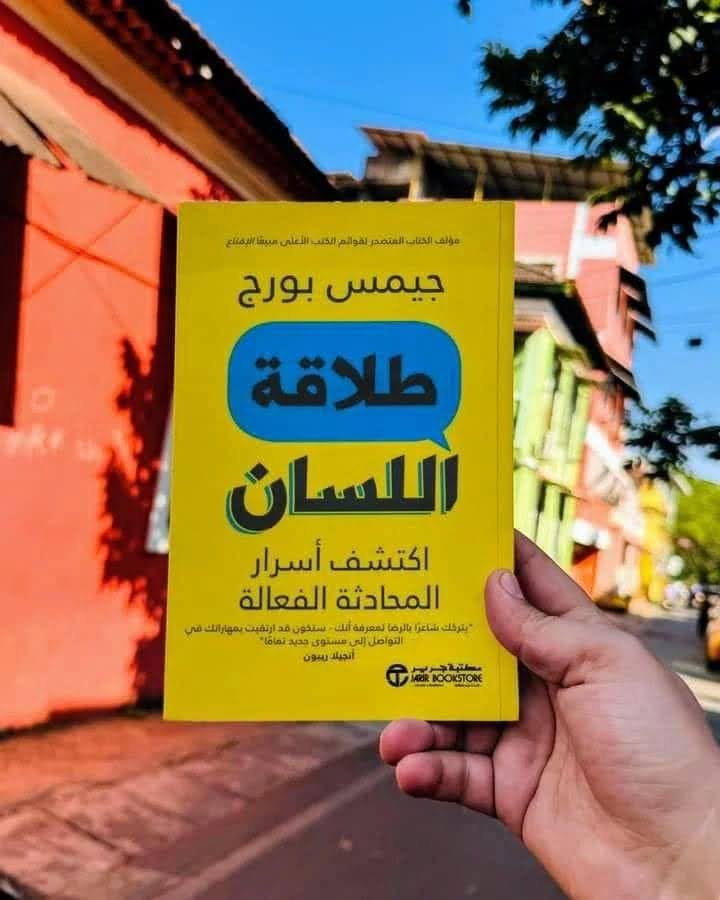 مؤلف الكتاب المتصدر لقوائم الكتب الأعلى مبيعًا الإقناع
جيمس بورج
طلاقة
اللسان
اكتشف أسرار
المحادثة الفعالة
"يتركك شاعرًا بالرضا لمعرفة أنك - ستكون قد ارتقيت بمهاراتك في
التواصل إلى مستوى جديد تمامًا"
أنجيلا ريبون
مكتبة جرير
JARIR BOOKSTORE